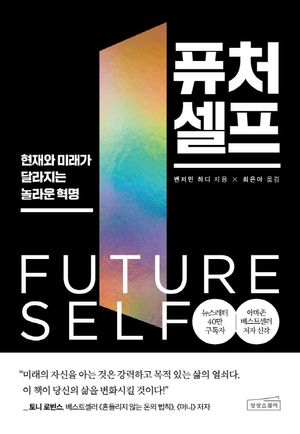 퓨처
셀프
현재와 미래가
달라지는
놀라운 혁명
벤저민 하디 지음 × 최은아 옮김
FUTURE
SELF
뉴스레터
40만
구독자
아마존
베스트셀러
저자 신작
“미래의 자신을 아는 것은 강력하고 목적 있는 삶의 열쇠다.
이 책이 당신의 삶을 변화시킬 것이다!”
_토니 로빈스, 베스트셀러 《흔들리지 않는 돈의 법칙》, 《머니》 저자
상상스퀘어